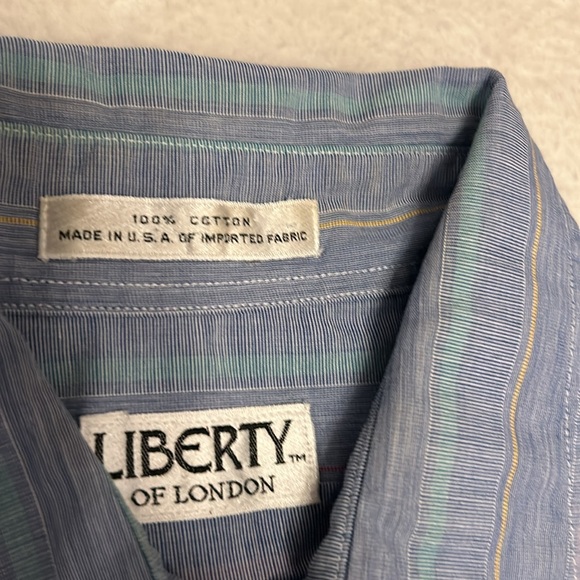 100% COTTON
MADE IN U.S.A. OF IMPORTED FABRIC
LIBERTY™
OF LONDON